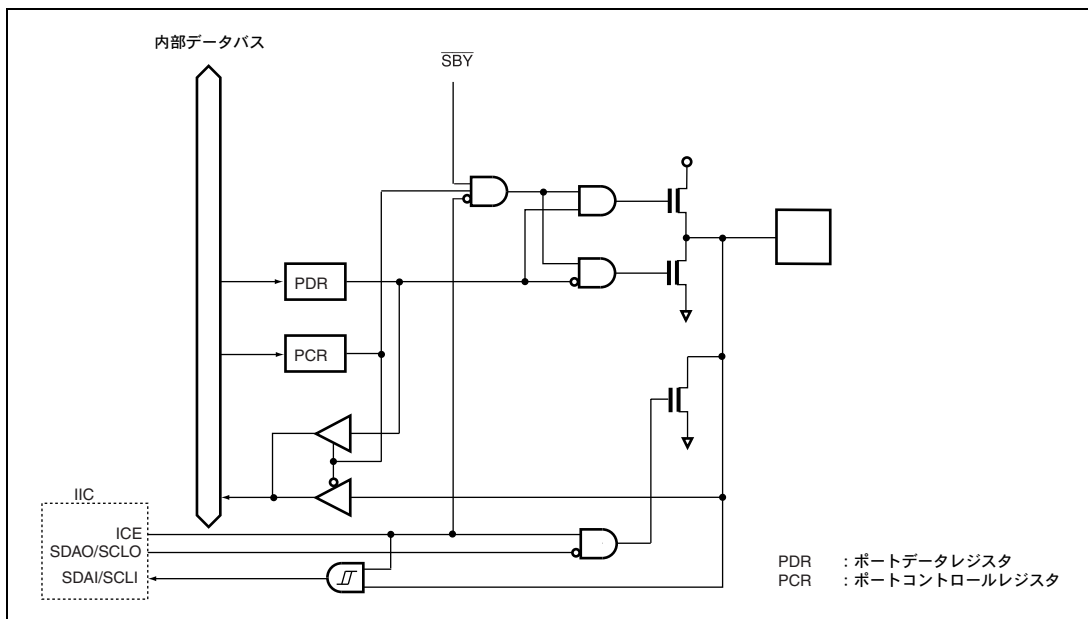 内部データバス
SBY
PDR
PCR
IIC
ICE
SDAO/SCLO
SDAI/SCLI
PDR :ポートデータレジスタ
PCR :ポートコントロールレジスタ